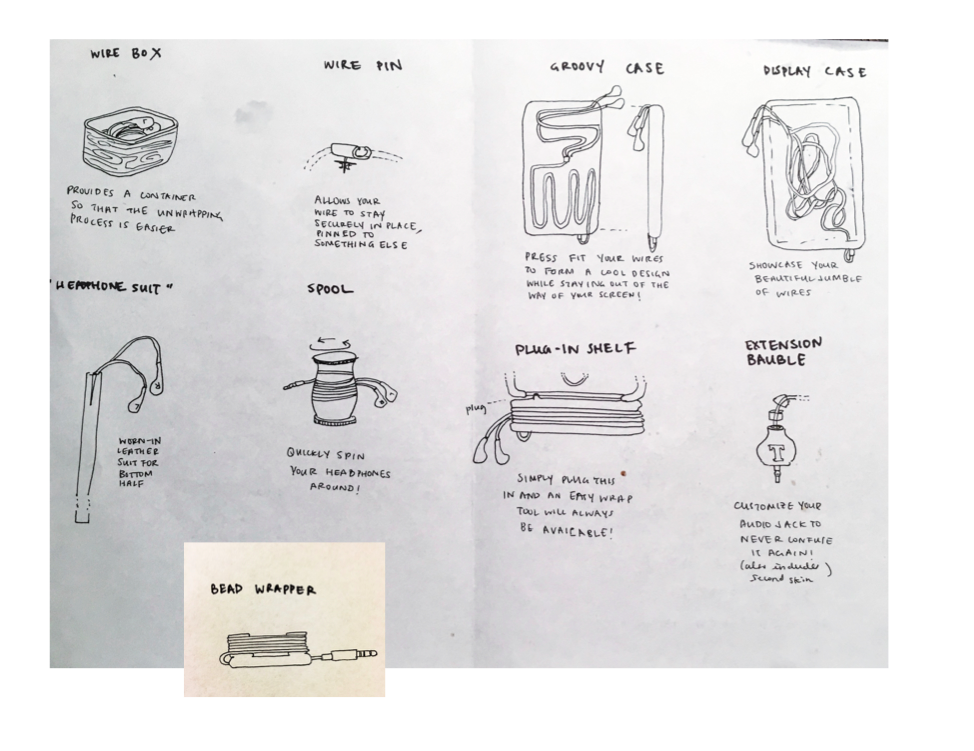 WIRE BOX
PROVIDES A CONTAINER
SO THAT THE UNWRAPPING
PROCESS IS EASIER
WIRE PIN
ALLOWS YOUR
WIRE TO STAY
SECURELY IN PLACE,
PINNED TO
SOMETHING ELSE
GROOVY CASE
PRESS FIT YOUR WIRES
TO FORM A COOL DESIGN
WHILE STAYING OUT OF THE
WAY OF YOUR SCREEN!
DISPLAY CASE
SHOWCASE YOUR
BEAUTIFUL JUMBLE
OF WIRES
"HEADPHONE SUIT"
WORN-IN
LEATHER
SUIT FOR
BOTTOM
HALF
SPOOL
QUICKLY SPIN
YOUR HEADPHONES
AROUND!
PLUG-IN SHELF
plug
SIMPLY PLUG THIS
IN AND AN EASY WRAP
TOOL WILL ALWAYS
BE AVAILABLE!
EXTENSION
BAUBLE
T
CUSTOMIZE YOUR
AUDIO JACK TO
NEVER CONFUSE
IT AGAIN!
(also includes)
second skin
BEAD WRAPPER